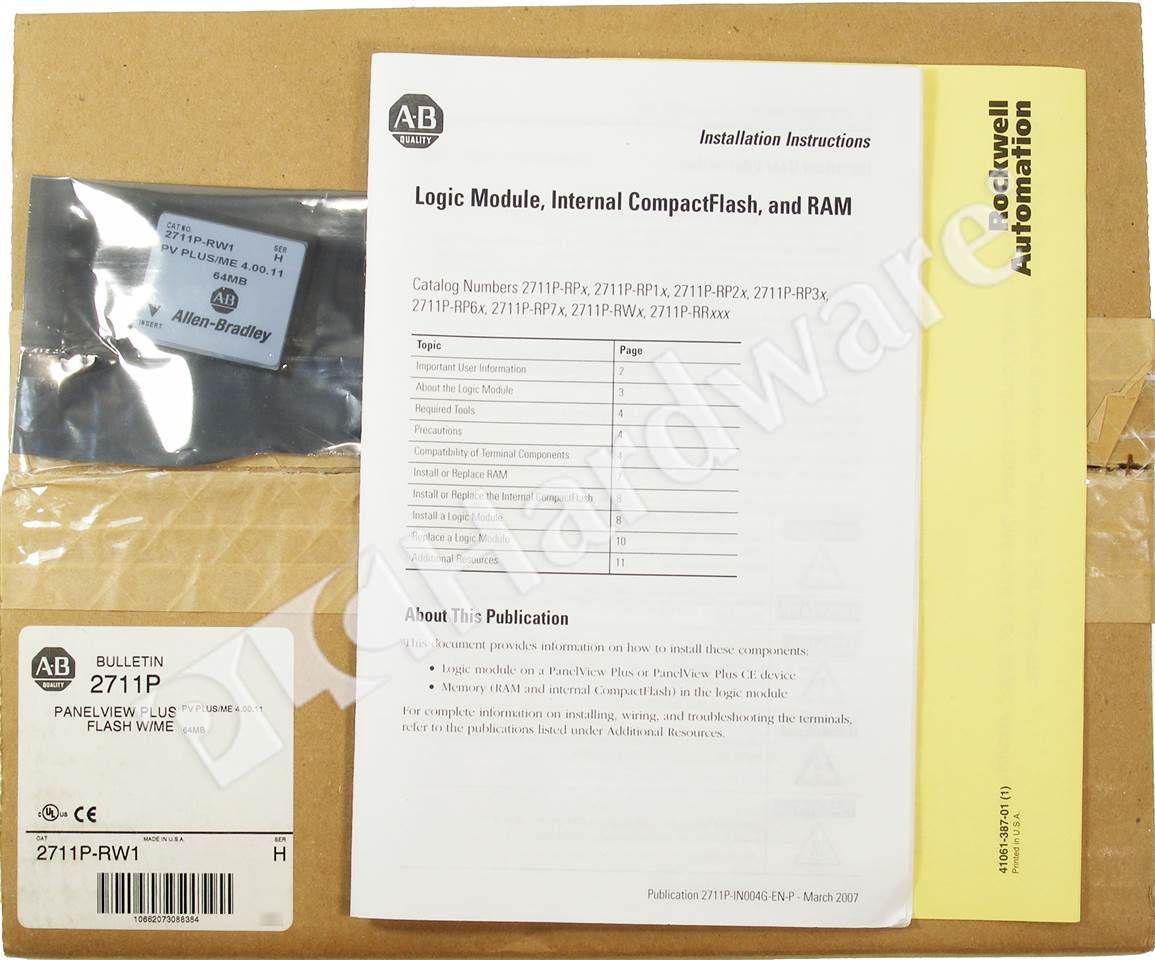 A-B
QUALITY
Installation Instructions
Logic Module, Internal CompactFlash, and RAM
Catalog Numbers 2711P-RPx, 2711P-RP1x, 2711P-RP2x, 2711P-RP3x,
2711P-RP6x, 2711P-RP7x, 2711P-RWx, 2711P-RRxxx
Topic Page
Important User Information 2
About the Logic Module 3
Required Tools 4
Precautions 4
Compatibility of Terminal Components 4
Install or Replace RAM 7
Install or Replace the Internal CompactFlash 8
Install a Logic Module 8
Replace a Logic Module 10
Additional Resources 11
About This Publication
This document provides information on how to install these components:
• Logic module on a PanelView Plus or PanelView Plus CE device
• Memory (RAM and internal CompactFlash) in the logic module
For complete information on installing, wiring, and troubleshooting the terminals,
refer to the publications listed under Additional Resources.
Publication 2711P-IN004G-EN-P - March 2007
Rockwell
Automation
41061-387-01 (1)
Printed in U.S.A.
CAT NO. SER
2711P-RW1 H
PV PLUS/ME 4.00.11
64MB
AB
INSERT
Allen-Bradley
A-B
QUALITY
BULLETIN
2711P
PANELVIEW PLUS PV PLUS/ME 4.00.11
FLASH W/ME 64MB
C UL US CE
CAT MADE IN U.S.A. SER
2711P-RW1 H
10662073088384
PLCHardware